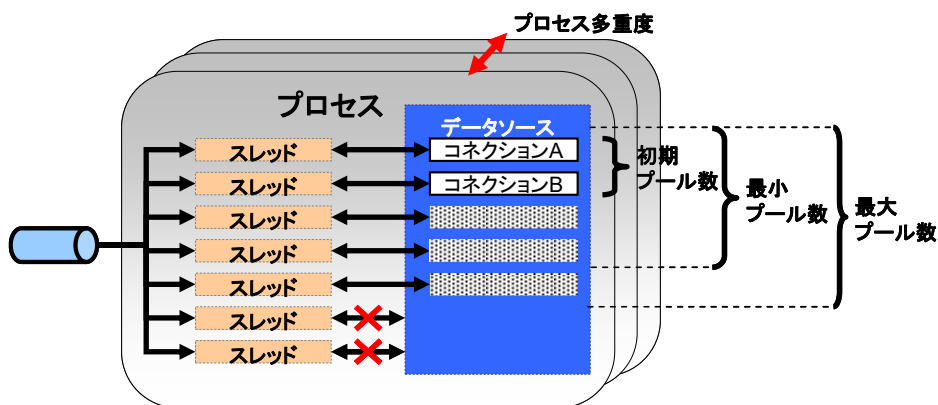 プロセス多重度
プロセス
データソース
スレッド
コネクションA
スレッド
コネクションB
スレッド
スレッド
スレッド
スレッド
スレッド
初期
プール数
最小
プール数
最大
プール数